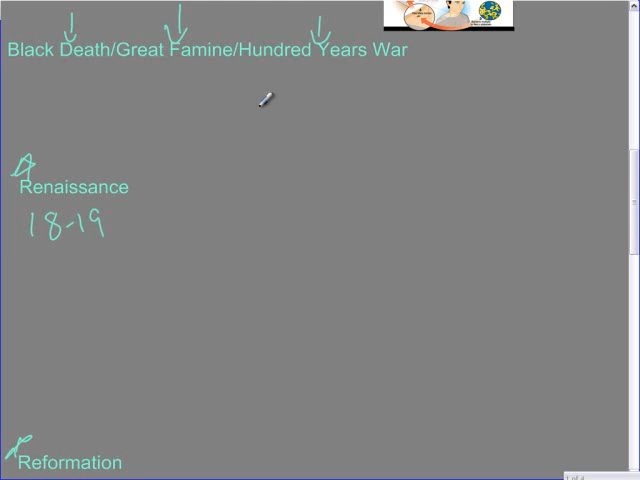 Black Death/Great Famine/Hundred Years War
Renaissance
18-19
Reformation